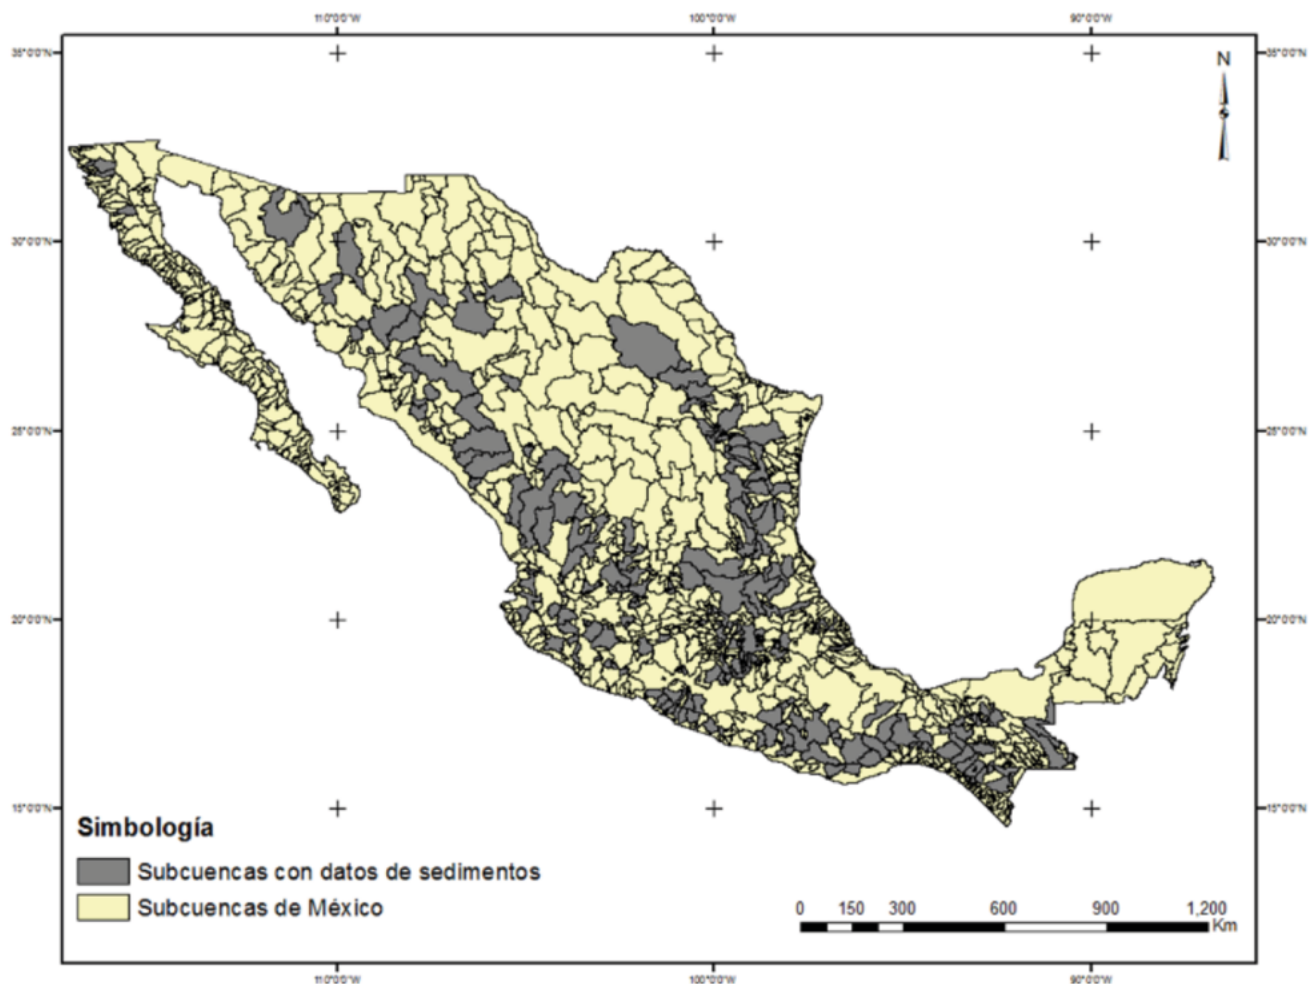 110°0'0"W 100°0'0"W 90°0'0"W
35°0'0"N 35°0'0"N
N
30°0'0"N 30°0'0"N
25°0'0"N 25°0'0"N
20°0'0"N 20°0'0"N
15°0'0"N 15°0'0"N
Simbología
Subcuencas con datos de sedimentos
Subcuencas de México
0 150 300 600 900 1,200
Km
110°0'0"W 100°0'0"W 90°0'0"W